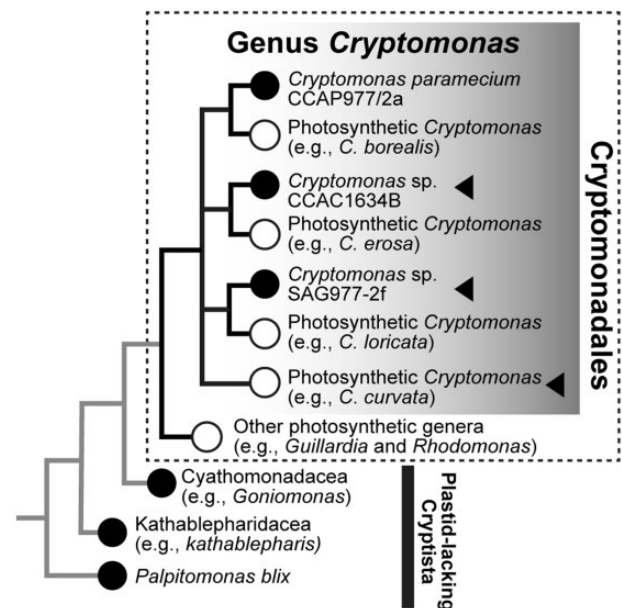 Genus Cryptomonas
Cryptomonas paramecium
CCAP977/2a
Photosynthetic Cryptomonas
(e.g., C. borealis)
Cryptomonas sp.
CCAC1634B
Photosynthetic Cryptomonas
(e.g., C. erosa)
Cryptomonas sp.
SAG977-2f
Photosynthetic Cryptomonas
(e.g., C. loricata)
Photosynthetic Cryptomonas
(e.g., C. curvata)
Other photosynthetic genera
(e.g., Guillardia and Rhodomonas)
Cryptomonadales
Cyathomonadacea
(e.g., Goniomonas)
Kathablepharidacea
(e.g., kathablepharis)
Palpitomonas blix
Plastid-lacking
Cryptista